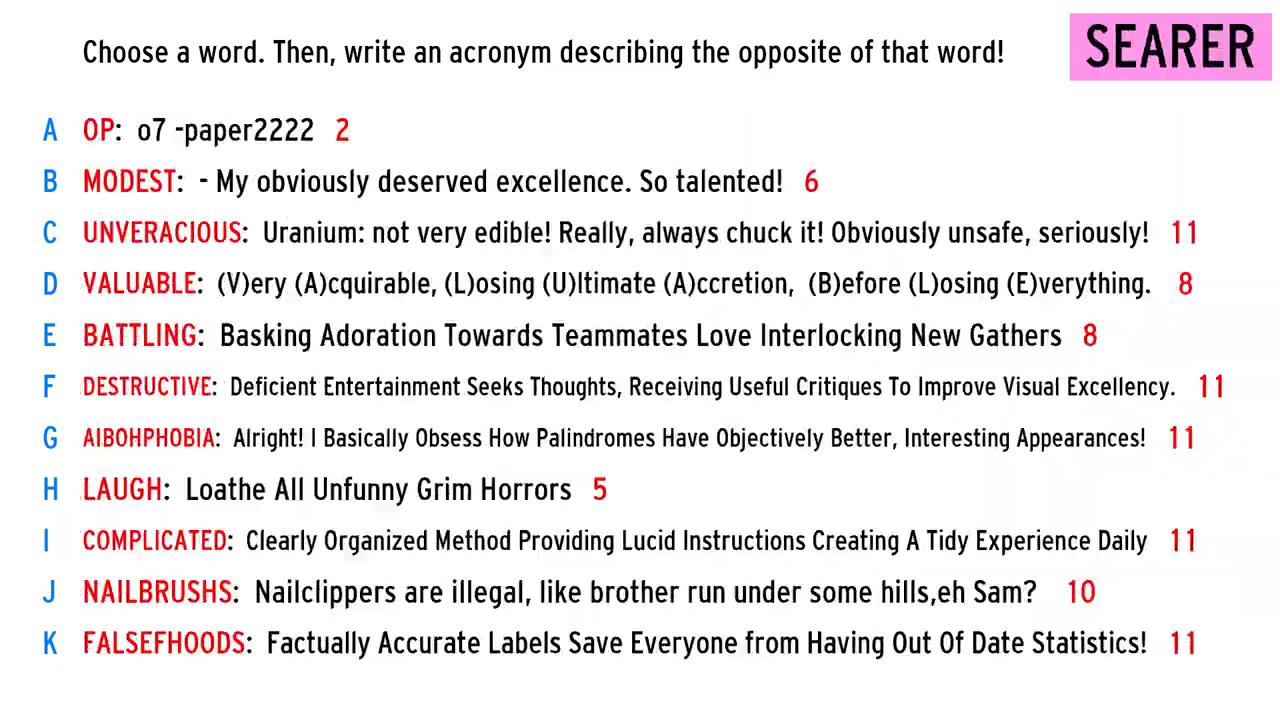 Choose a word. Then, write an acronym describing the opposite of that word!
SEARER
A OP: o7 -paper2222 2
B MODEST: - My obviously deserved excellence. So talented! 6
C UNVERACIOUS: Uranium: not very edible! Really, always chuck it! Obviously unsafe, seriously! 11
D VALUABLE: (V)ery (A)cquirable, (L)osing (U)ltimate (A)ccretion, (B)efore (L)osing (E)verything. 8
E BATTLING: Basking Adoration Towards Teammates Love Interlocking New Gathers 8
F DESTRUCTIVE: Deficient Entertainment Seeks Thoughts, Receiving Useful Critiques To Improve Visual Excellency. 11
G AIBOHPHOBIA: Alright! I Basically Obsess How Palindromes Have Objectively Better, Interesting Appearances! 11
H LAUGH: Loathe All Unfunny Grim Horrors 5
I COMPLICATED: Clearly Organized Method Providing Lucid Instructions Creating A Tidy Experience Daily 11
J NAILBRUSHS: Nailclippers are illegal, like brother run under some hills,eh Sam? 10
K FALSEFHOODS: Factually Accurate Labels Save Everyone from Having Out Of Date Statistics! 11